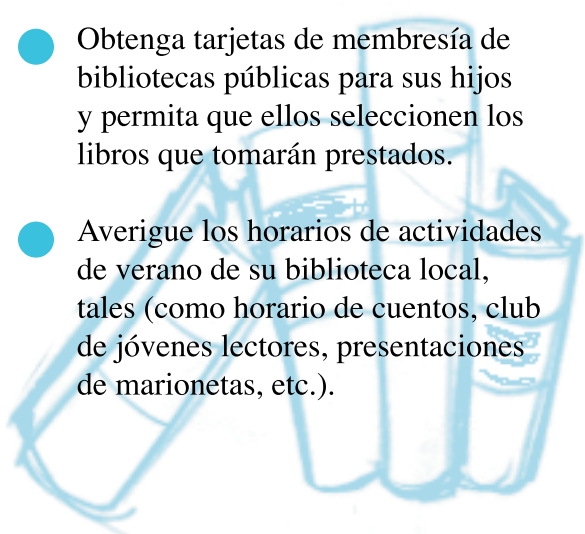 Obtenga tarjetas de membresía de
bibliotecas públicas para sus hijos
y permita que ellos seleccionen los
libros que tomarán prestados.
Averigue los horarios de actividades
de verano de su biblioteca local,
tales (como horario de cuentos, club
de jóvenes lectores, presentaciones
de marionetas, etc.).